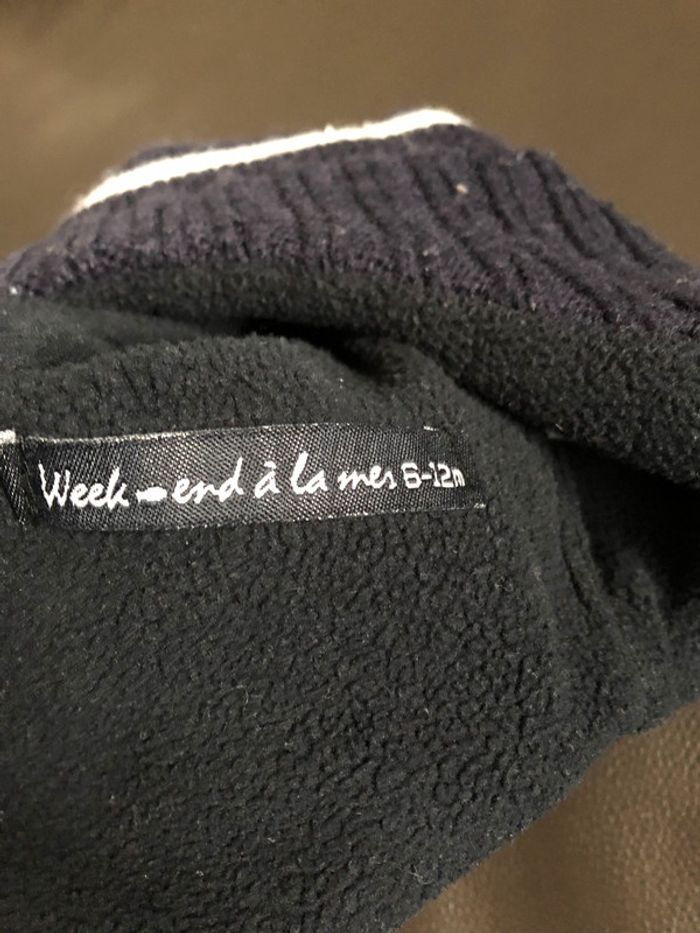 Week-end à la mer 6-12m